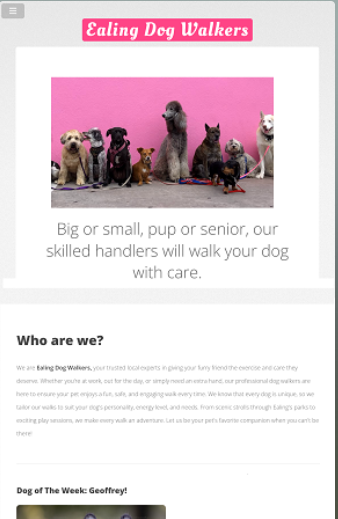 Ealing Dog Walkers
Big or small, pup or senior, our
skilled handlers will walk your dog
with care.
Who are we?
We are Ealing Dog Walkers, your trusted local experts in giving your furry friend the exercise and care they
deserve. Whether you're at work, out for the day, or simply need an extra hand, our professional dog walkers are
here to ensure your pet enjoys a fun, safe, and engaging walk every time. We know that every dog is unique, so we
tailor our walks to suit your dog's personality, energy level, and needs. From scenic strolls through Ealing's parks to
exciting play sessions, we make every walk an adventure. Let us be your pet's favorite companion when you can't be
there!
Dog of The Week: Geoffrey!